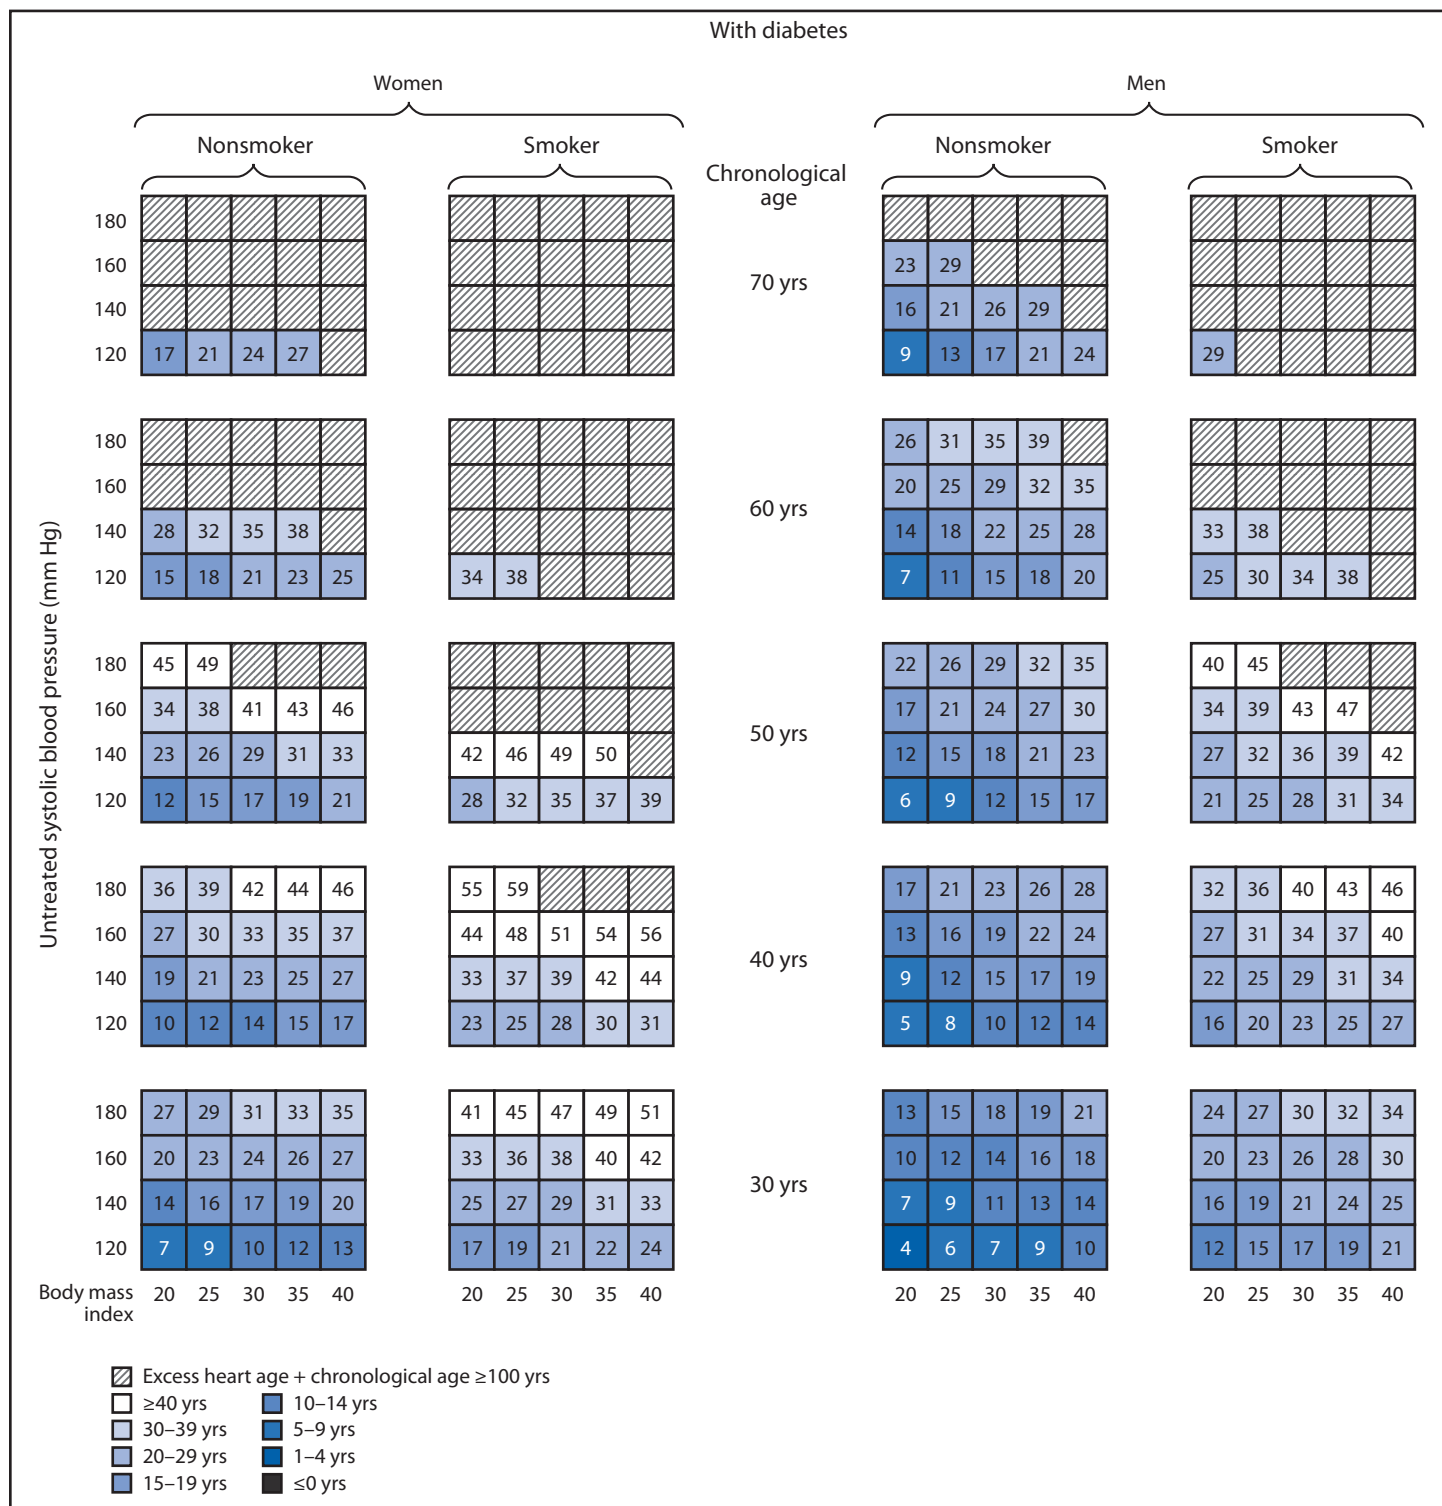 With diabetes
Women Men
Nonsmoker Smoker Chronological age Nonsmoker Smoker
Untreated systolic blood pressure (mm Hg)
180
160 23 29
70 yrs
140 16 21 26 29
120 17 21 24 27 9 13 17 21 24 29
180 26 31 35 39
160 20 25 29 32 35
60 yrs
140 28 32 35 38 14 18 22 25 28 33 38
120 15 18 21 23 25 34 38 7 11 15 18 20 25 30 34 38
180 45 49 22 26 29 32 35 40 45
160 34 38 41 43 46 17 21 24 27 30 34 39 43 47
50 yrs
140 23 26 29 31 33 42 46 49 50 12 15 18 21 23 27 32 36 39 42
120 12 15 17 19 21 28 32 35 37 39 6 9 12 15 17 21 25 28 31 34
180 36 39 42 44 46 55 59 17 21 23 26 28 32 36 40 43 46
160 27 30 33 35 37 44 48 51 54 56 13 16 19 22 24 27 31 34 37 40
40 yrs
140 19 21 23 25 27 33 37 39 42 44 9 12 15 17 19 22 25 29 31 34
120 10 12 14 15 17 23 25 28 30 31 5 8 10 12 14 16 20 23 25 27
180 27 29 31 33 35 41 45 47 49 51 13 15 18 19 21 24 27 30 32 34
160 20 23 24 26 27 33 36 38 40 42 10 12 14 16 18 20 23 26 28 30
30 yrs
140 14 16 17 19 20 25 27 29 31 33 7 9 11 13 14 16 19 21 24 25
120 7 9 10 12 13 17 19 21 22 24 4 6 7 9 10 12 15 17 19 21
Body mass index 20 25 30 35 40 20 25 30 35 40 20 25 30 35 40 20 25 30 35 40
Excess heart age + chronological age ≥100 yrs
≥40 yrs 10–14 yrs
30–39 yrs 5–9 yrs
20–29 yrs 1–4 yrs
15–19 yrs ≤0 yrs